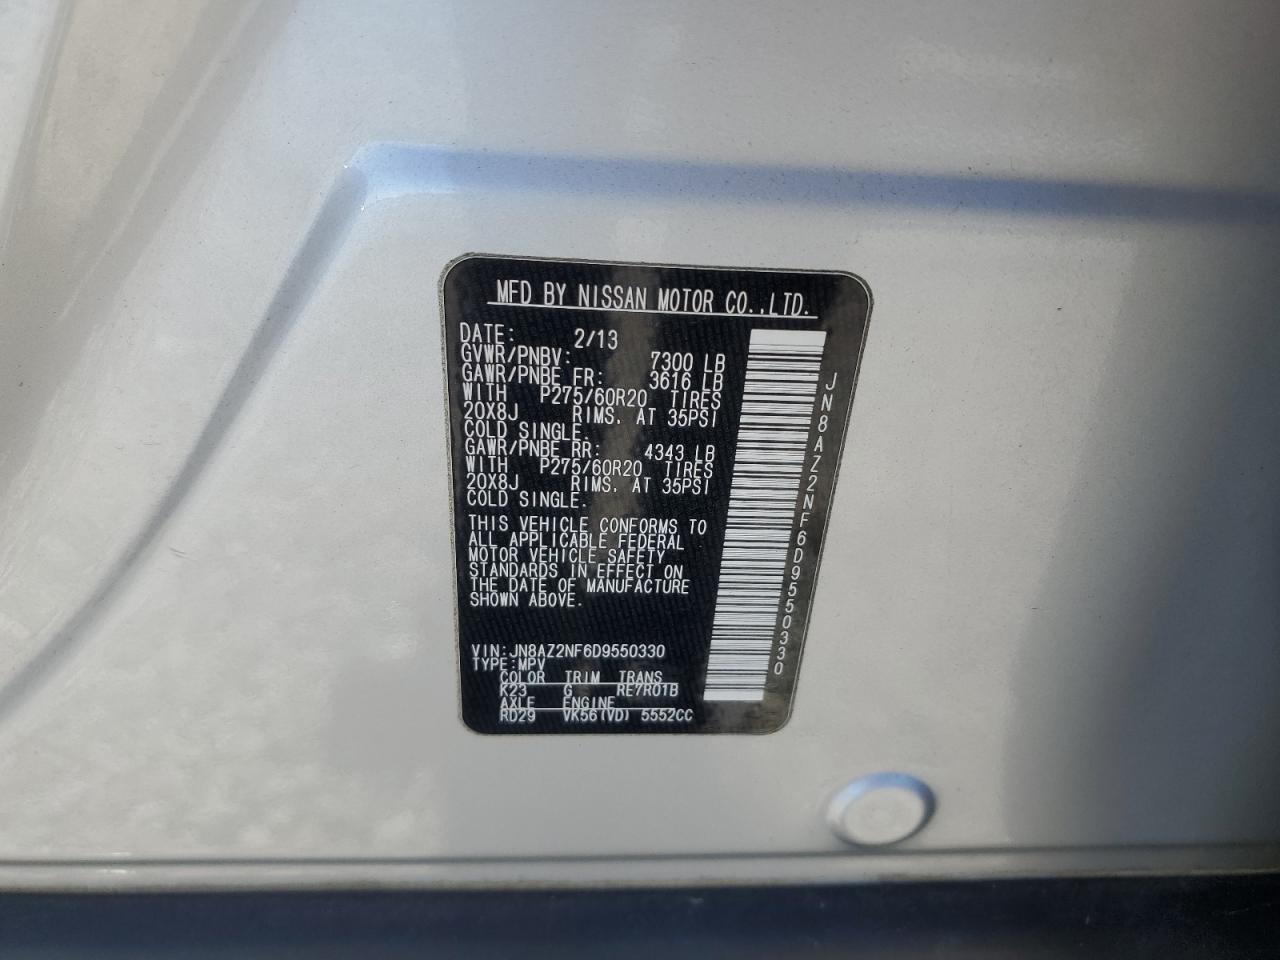 MFD BY NISSAN MOTOR CO.,LTD.
DATE: 2/13
GVWR/PNBV: 7300 LB
GAWR/PNBE FR: 3616 LB
WITH P275/60R20 TIRES
20X8J RIMS. AT 35PSI
COLD SINGLE.
GAWR/PNBE RR: 4343 LB
WITH P275/60R20 TIRES
20X8J RIMS. AT 35PSI
COLD SINGLE.
THIS VEHICLE CONFORMS TO
ALL APPLICABLE FEDERAL
MOTOR VEHICLE SAFETY
STANDARDS IN EFFECT ON
THE DATE OF MANUFACTURE
SHOWN ABOVE.
VIN:JN8AZ2NF6D9550330
TYPE:MPV
COLOR TRIM TRANS
K23 G RE7R01B
AXLE ENGINE
RD29 VK56(VD) 5552CC
JN8AZ2NF6D9550330